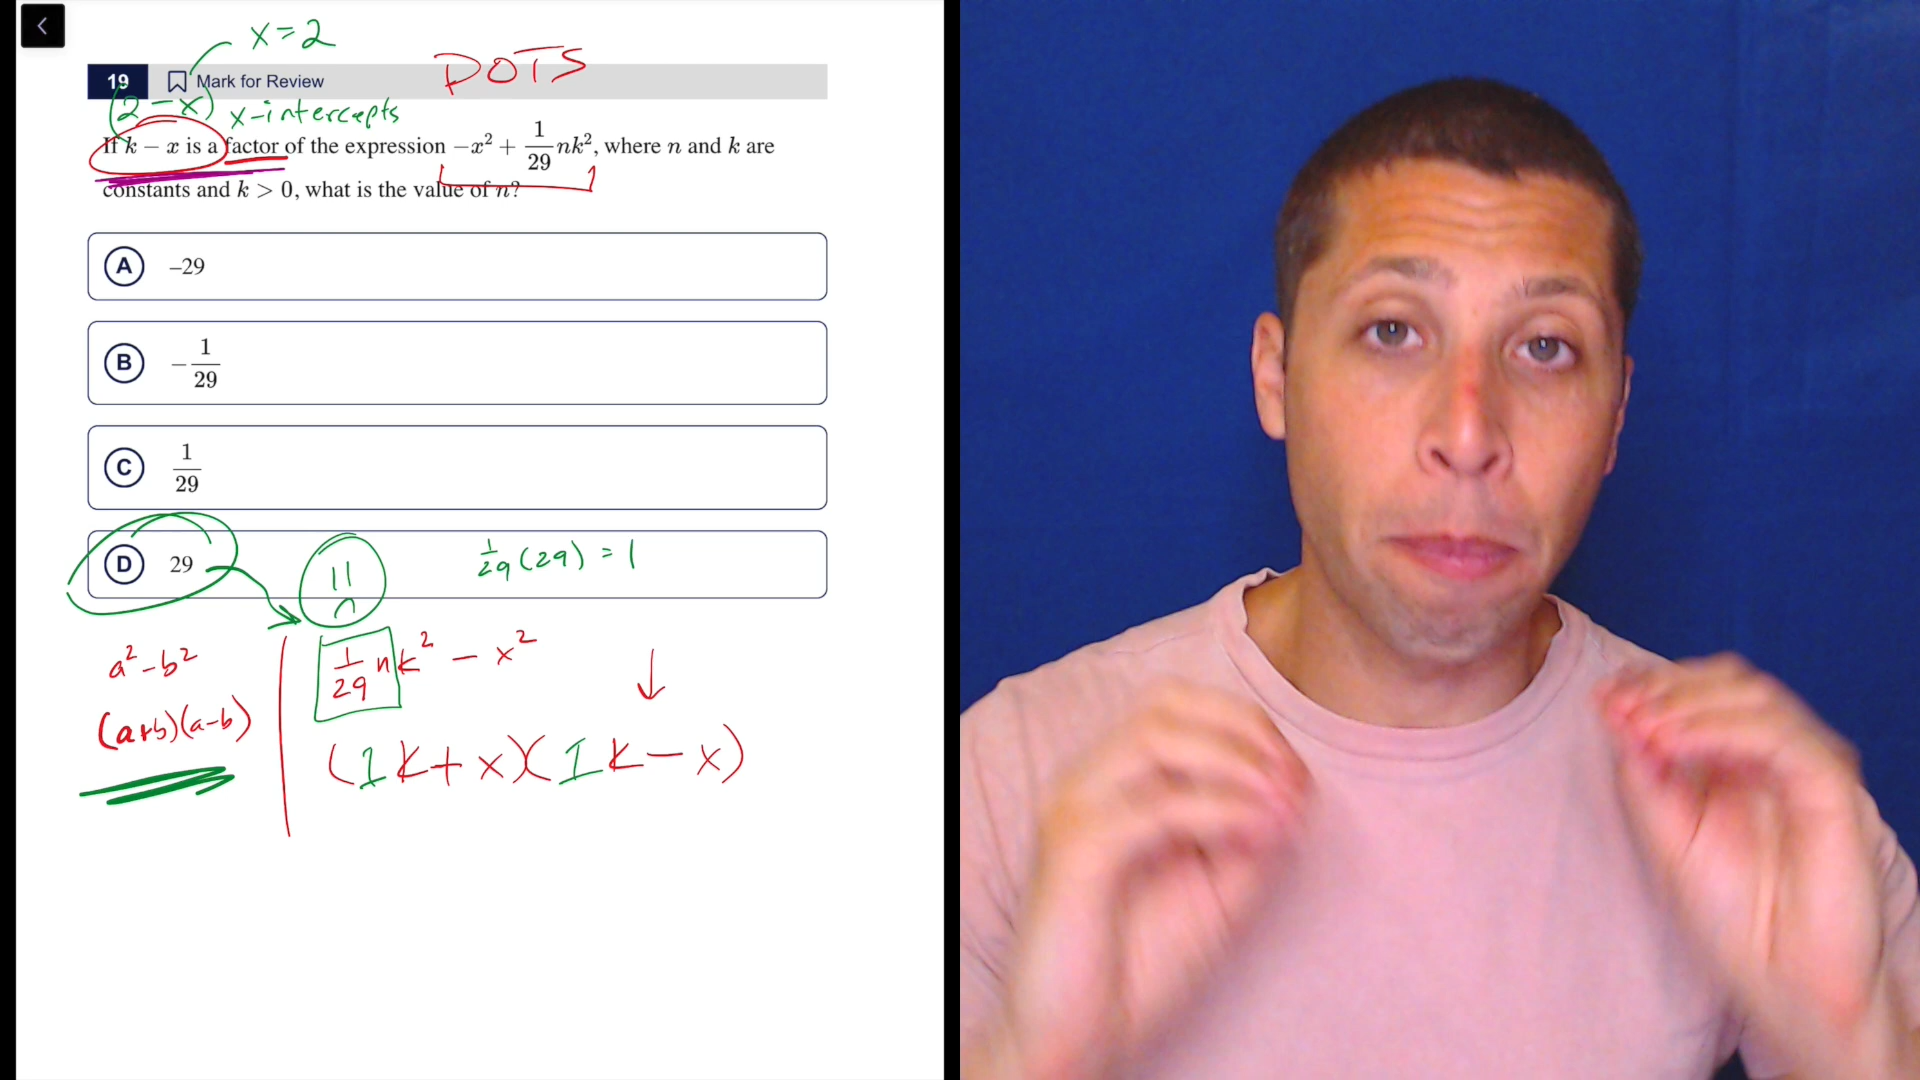 x=2
19 Mark for Review
DOTS
(2-x) x-intercepts
If k − x is a factor of the expression −x² + 1/29 nk², where n and k are
constants and k > 0, what is the value of n?
A −29
B −1/29
C 1/29
D 29
11
n
1/29(29) = 1
a²-b²
1/29 nk² − x²
(a+b)(a-b)
(1k+x)(1k−x)